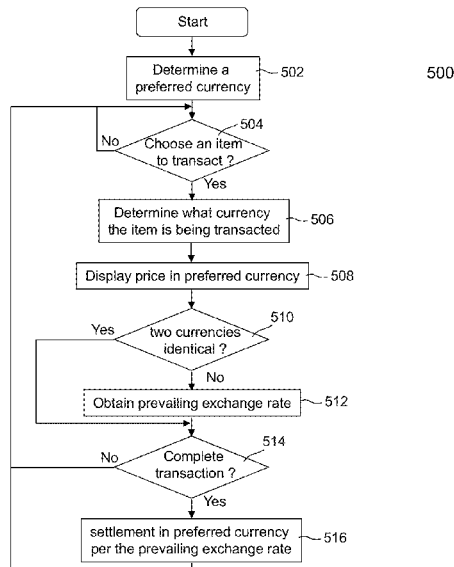 Start
Determine a
preferred currency
502
500
504
No
Choose an item
to transact ?
Yes
Determine what currency
the item is being transacted
506
Display price in preferred currency
508
510
Yes
two currencies
identical ?
No
Obtain prevailing exchange rate
512
514
No
Complete
transaction ?
Yes
settlement in preferred currency
per the prevailing exchange rate
516